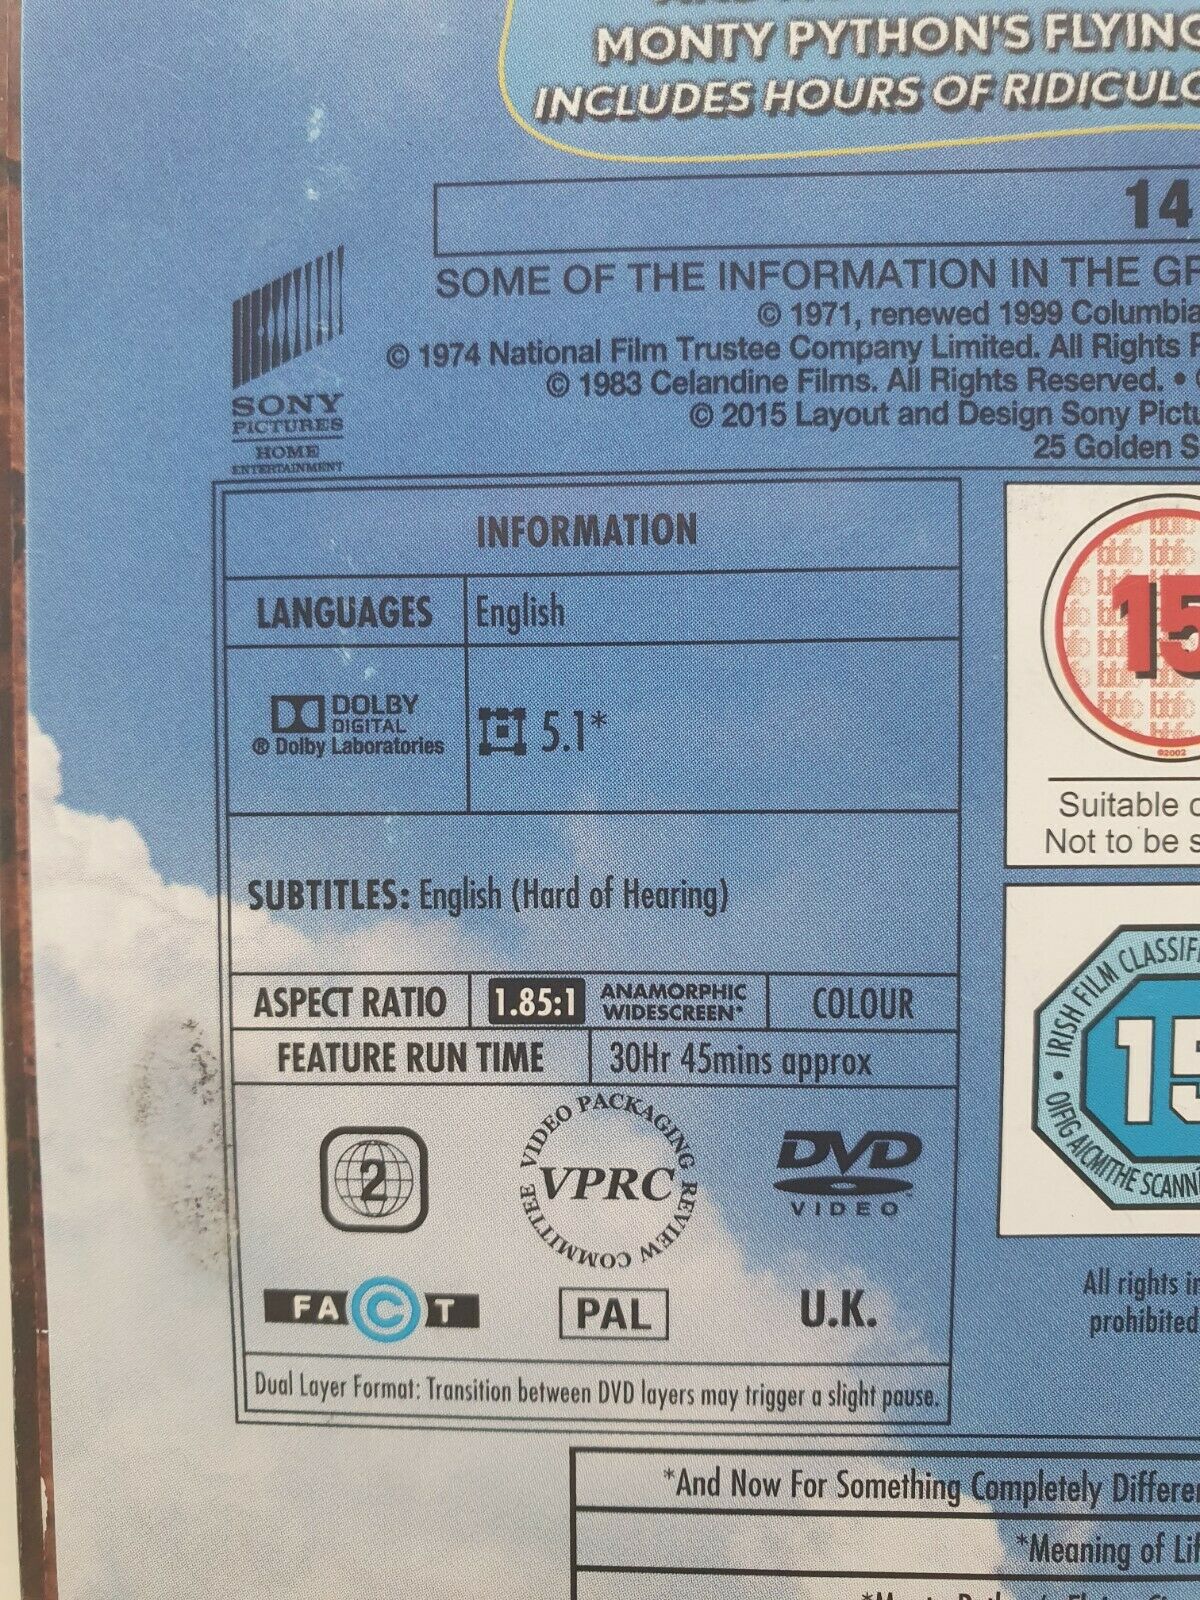 MONTY PYTHON'S FLYING
INCLUDES HOURS OF RIDICULO
14
SOME OF THE INFORMATION IN THE GR
© 1971, renewed 1999 Columbia
© 1974 National Film Trustee Company Limited. All Rights R
© 1983 Celandine Films. All Rights Reserved. •
© 2015 Layout and Design Sony Pictu
25 Golden S
SONY
PICTURES
HOME
ENTERTAINMENT
INFORMATION
LANGUAGES English
DOLBY
DIGITAL
® Dolby Laboratories
5.1*
SUBTITLES: English (Hard of Hearing)
ASPECT RATIO 1.85:1 ANAMORPHIC WIDESCREEN* COLOUR
FEATURE RUN TIME 30Hr 45mins approx
2
VIDEO PACKAGING REVIEW COMMITTEE
VPRC
DVD
VIDEO
FACT
PAL
U.K.
Dual Layer Format: Transition between DVD layers may trigger a slight pause.
15
©2002
Suitable o
Not to be s
IRISH FILM CLASSIF
15
OIFIG AICMITHE SCANN
All rights i
prohibited
*And Now For Something Completely Differe
*Meaning of Lif